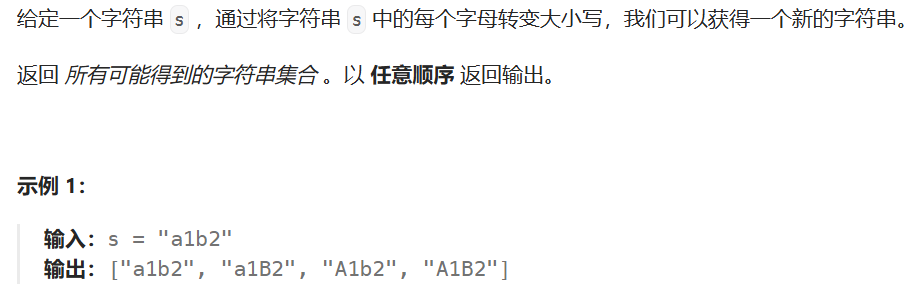 给定一个字符串 s ，通过将字符串 s 中的每个字母转变大小写，我们可以获得一个新的字符串。
返回 所有可能得到的字符串集合 。以 任意顺序 返回输出。
示例 1：
输入：s = "a1b2"
输出：["a1b2", "a1B2", "A1b2", "A1B2"]